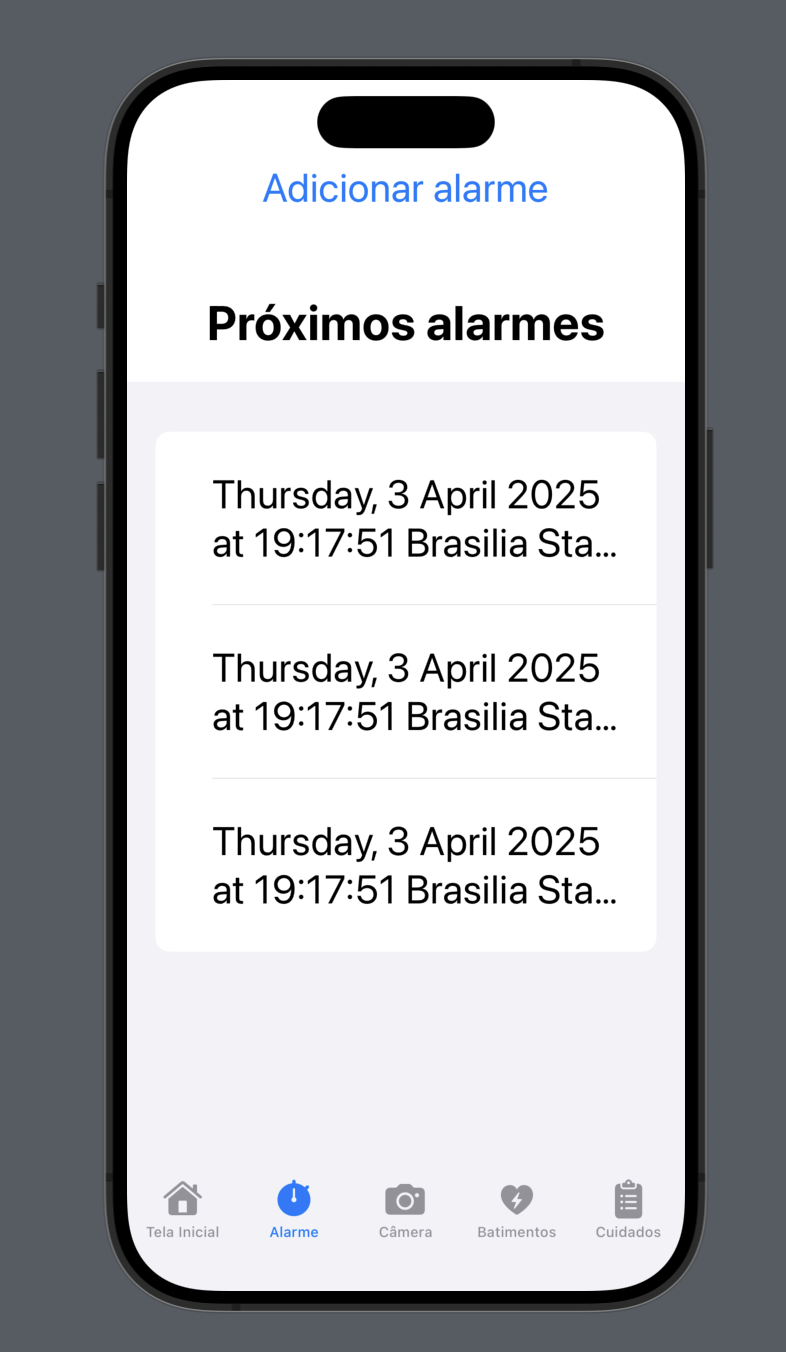 Adicionar alarme
Próximos alarmes
Thursday, 3 April 2025
at 19:17:51 Brasilia Sta...
Thursday, 3 April 2025
at 19:17:51 Brasilia Sta...
Thursday, 3 April 2025
at 19:17:51 Brasilia Sta...
Tela Inicial
Alarme
Câmera
Batimentos
Cuidados